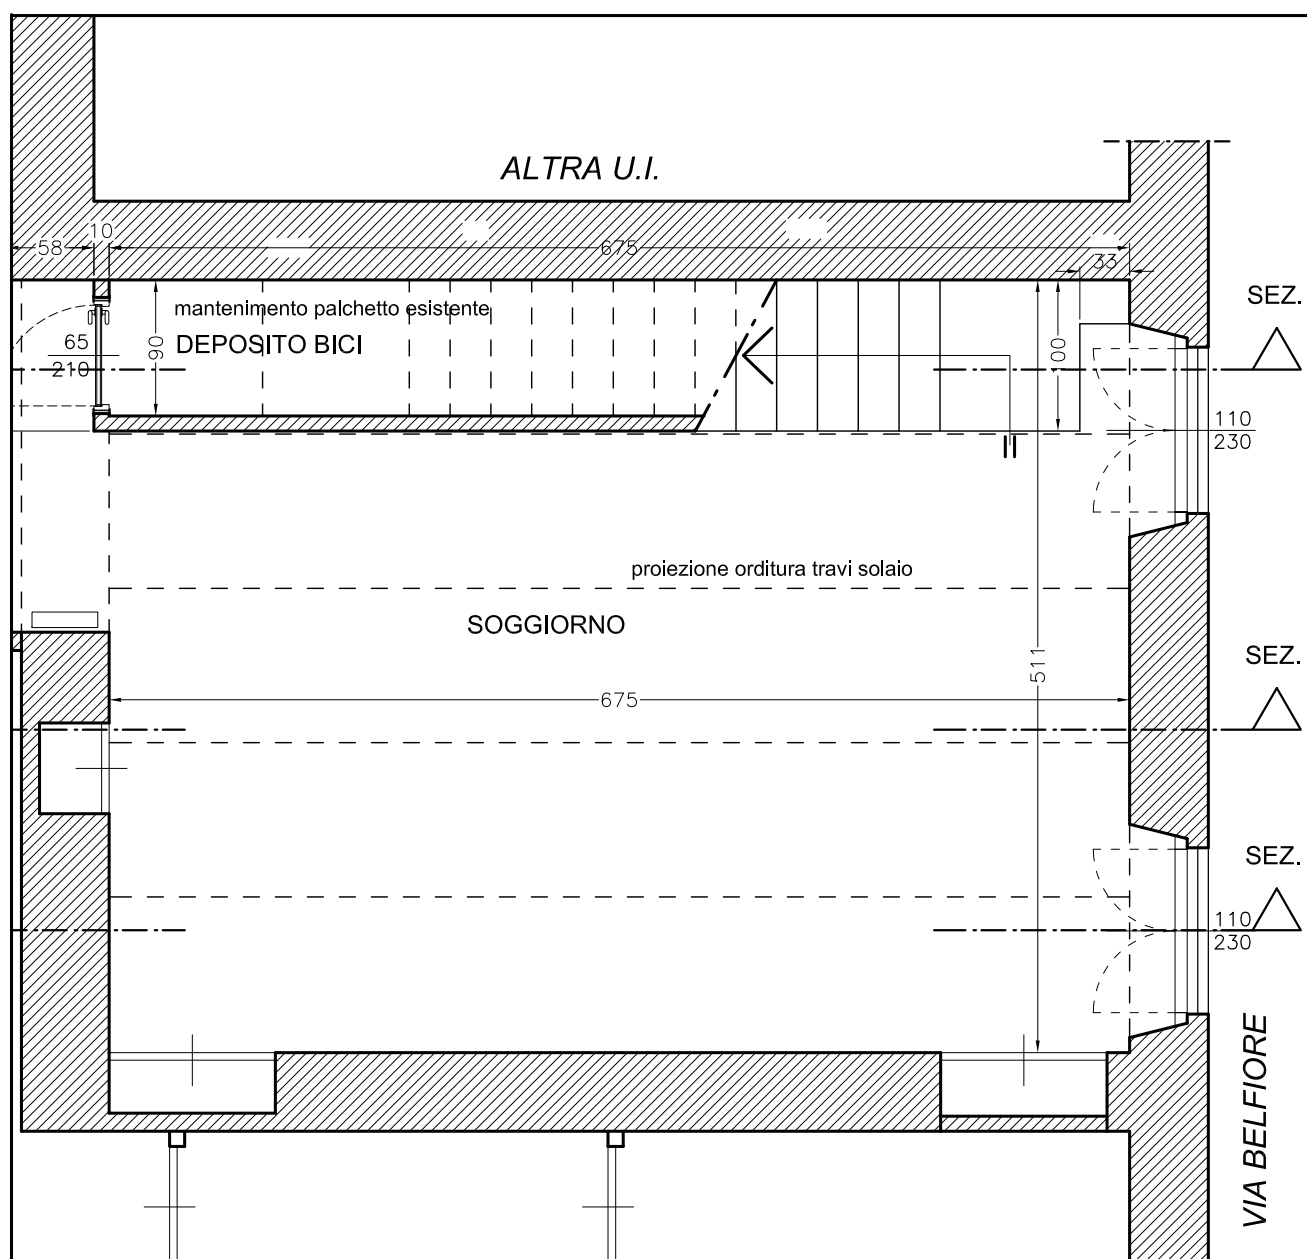 ALTRA U.I.
10
58
675
33
SEZ.
mantenimento palchetto esistente
65
210
90
DEPOSITO BICI
100
110
230
proiezione orditura travi solaio
SOGGIORNO
511
SEZ.
675
SEZ.
110
230
VIA BELFIORE